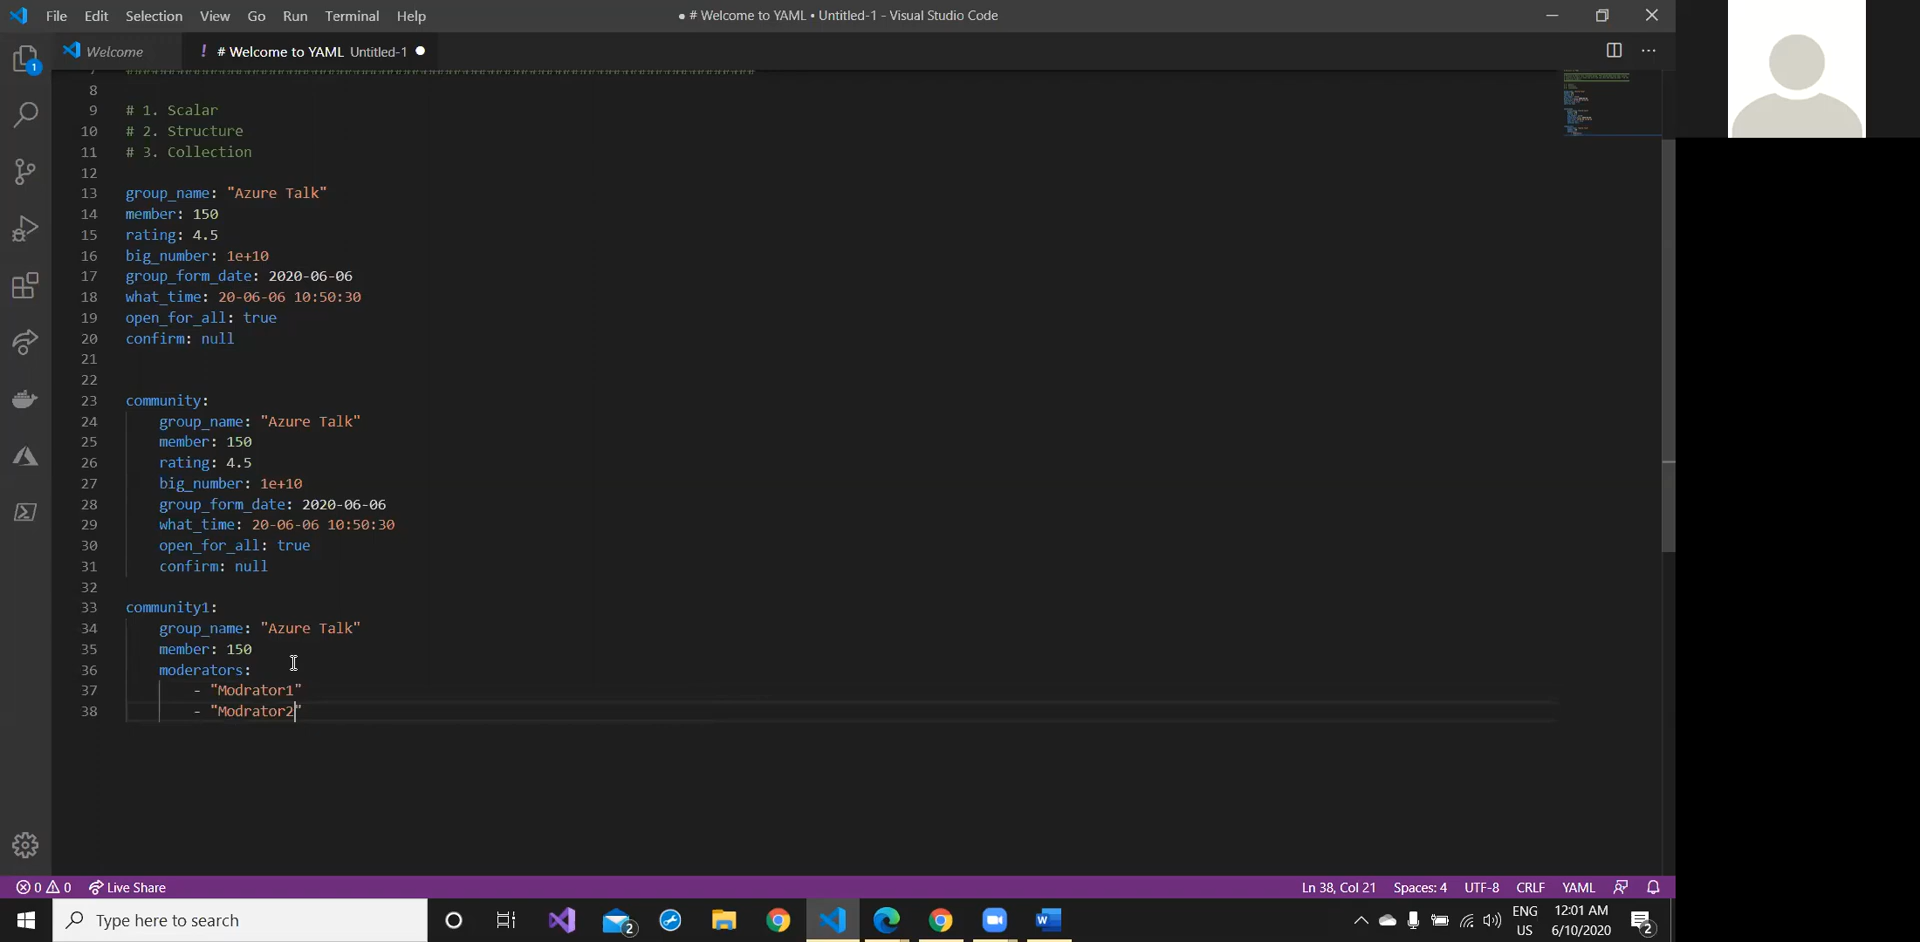 File Edit Selection View Go Run Terminal Help
● # Welcome to YAML • Untitled-1 - Visual Studio Code
Welcome
! # Welcome to YAML Untitled-1 ●
1
8
9 # 1. Scalar
10 # 2. Structure
11 # 3. Collection
12
13 group_name: "Azure Talk"
14 member: 150
15 rating: 4.5
16 big_number: 1e+10
17 group_form_date: 2020-06-06
18 what_time: 20-06-06 10:50:30
19 open_for_all: true
20 confirm: null
21
22
23 community:
24 group_name: "Azure Talk"
25 member: 150
26 rating: 4.5
27 big_number: 1e+10
28 group_form_date: 2020-06-06
29 what_time: 20-06-06 10:50:30
30 open_for_all: true
31 confirm: null
32
33 community1:
34 group_name: "Azure Talk"
35 member: 150
36 moderators:
37 - "Modrator1"
38 - "Modrator2"
0 0 Live Share
Ln 38, Col 21 Spaces: 4 UTF-8 CRLF YAML
Type here to search
2
ENG
US
12:01 AM
6/10/2020
2